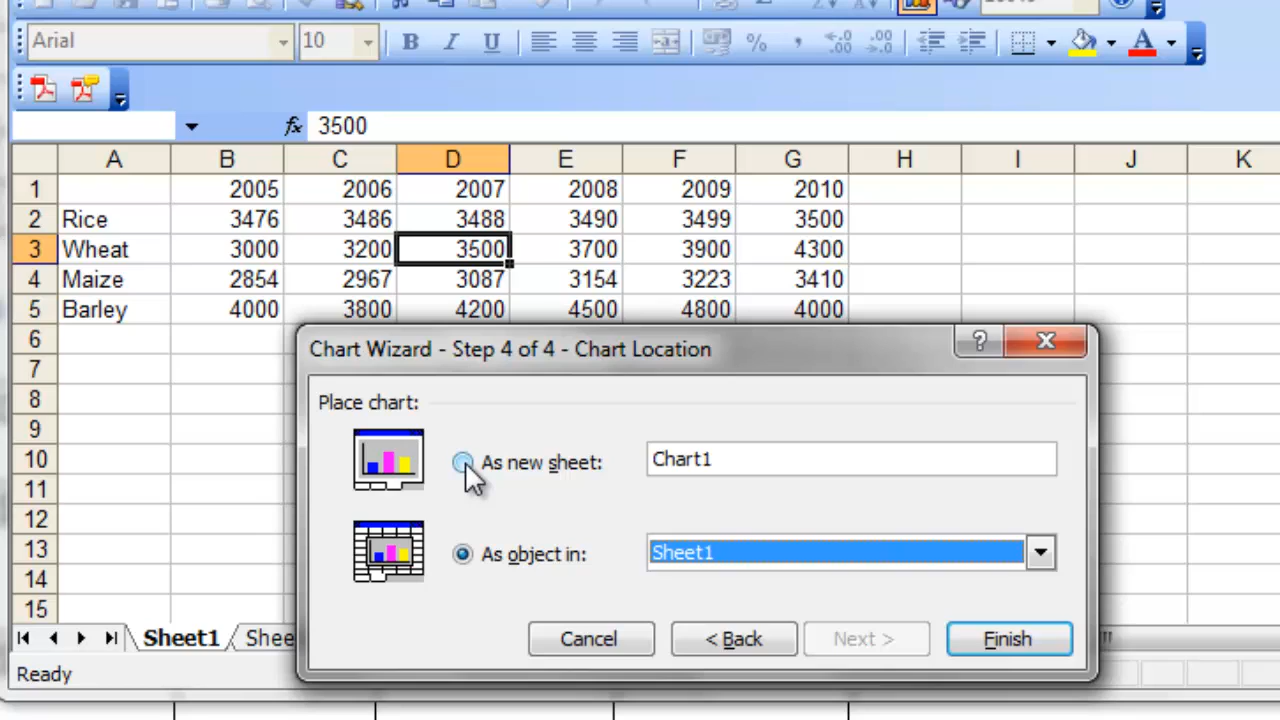 Arial 10 B I U % , .00 .00
fx 3500
A B C D E F G H I J K
1 2005 2006 2007 2008 2009 2010
2 Rice 3476 3486 3488 3490 3499 3500
3 Wheat 3000 3200 3500 3700 3900 4300
4 Maize 2854 2967 3087 3154 3223 3410
5 Barley 4000 3800 4200 4500 4800 4000
6
7
8
9
10
11
12
13
14
15
Chart Wizard - Step 4 of 4 - Chart Location ?
Place chart:
As new sheet: Chart1
As object in: Sheet1
Cancel < Back Next > Finish
Sheet1 Shee
Ready